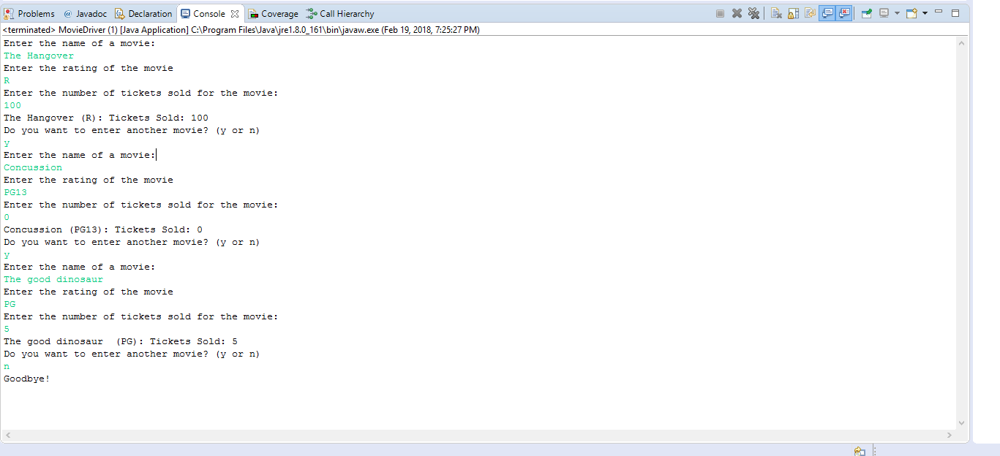 Problems @ Javadoc Declaration Console Coverage Call Hierarchy
<terminated> MovieDriver (1) [Java Application] C:\Program Files\Java\jre1.8.0_161\bin\javaw.exe (Feb 19, 2018, 7:25:27 PM)
Enter the name of a movie:
The Hangover
Enter the rating of the movie
R
Enter the number of tickets sold for the movie:
100
The Hangover (R): Tickets Sold: 100
Do you want to enter another movie? (y or n)
y
Enter the name of a movie:
Concussion
Enter the rating of the movie
PG13
Enter the number of tickets sold for the movie:
0
Concussion (PG13): Tickets Sold: 0
Do you want to enter another movie? (y or n)
y
Enter the name of a movie:
The good dinosaur
Enter the rating of the movie
PG
Enter the number of tickets sold for the movie:
5
The good dinosaur  (PG): Tickets Sold: 5
Do you want to enter another movie? (y or n)
n
Goodbye!